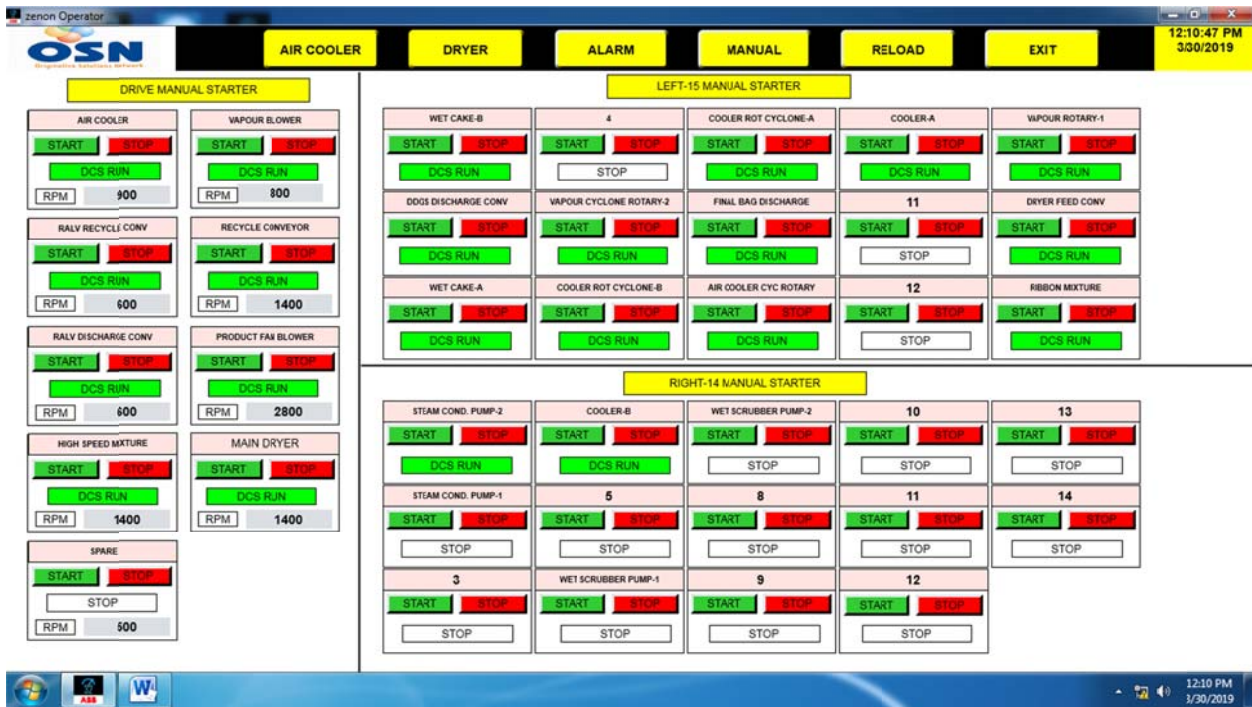 zenon Operator
OSN
AIR COOLER DRYER ALARM MANUAL RELOAD EXIT
12:10:47 PM
3/30/2019
DRIVE MANUAL STARTER
AIR COOLER VAPOUR BLOWER
START STOP START STOP
DCS RUN DCS RUN
RPM 900 RPM 800
RALV RECYCLE CONV RECYCLE CONVEYOR
START STOP START STOP
DCS RUN DCS RUN
RPM 600 RPM 1400
RALV DISCHARGE CONV PRODUCT FAN BLOWER
START STOP START STOP
DCS RUN DCS RUN
RPM 600 RPM 2800
HIGH SPEED MIXTURE MAIN DRYER
START STOP START STOP
DCS RUN DCS RUN
RPM 1400 RPM 1400
SPARE
START STOP
STOP
RPM 500
LEFT-15 MANUAL STARTER
WET CAKE-B 4 COOLER ROT CYCLONE-A COOLER-A VAPOUR ROTARY-1
START STOP START STOP START STOP START STOP START STOP
DCS RUN STOP DCS RUN DCS RUN DCS RUN
DDGS DISCHARGE CONV VAPOUR CYCLONE ROTARY-2 FINAL BAG DISCHARGE 11 DRYER FEED CONV
START STOP START STOP START STOP START STOP START STOP
DCS RUN DCS RUN DCS RUN STOP DCS RUN
WET CAKE-A COOLER ROT CYCLONE-B AIR COOLER CYC ROTARY 12 RIBBON MIXTURE
START STOP START STOP START STOP START STOP START STOP
DCS RUN DCS RUN DCS RUN STOP DCS RUN
RIGHT-14 MANUAL STARTER
STEAM COND. PUMP-2 COOLER-B WET SCRUBBER PUMP-2 10 13
START STOP START STOP START STOP START STOP START STOP
DCS RUN DCS RUN STOP STOP STOP
STEAM COND. PUMP-1 5 8 11 14
START STOP START STOP START STOP START STOP START STOP
STOP STOP STOP STOP STOP
3 WET SCRUBBER PUMP-1 9 12
START STOP START STOP START STOP START STOP
STOP STOP STOP STOP
ABB
W
12:10 PM
3/30/2019